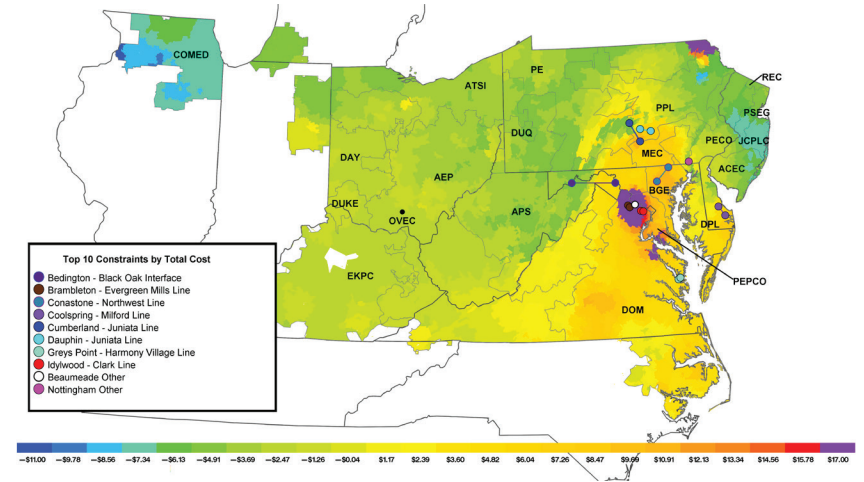 COMED
PE
ATSI
REC
PPL
PSEG
DUQ
PECO
JCPLC
MEC
DAY
ACEC
AEP
BGE
DUKE
APS
DPL
OVEC
PEPCO
EKPC
DOM
Top 10 Constraints by Total Cost
Bedington - Black Oak Interface
Brambleton - Evergreen Mills Line
Conastone - Northwest Line
Coolspring - Milford Line
Cumberland - Juniata Line
Dauphin - Juniata Line
Greys Point - Harmony Village Line
Idylwood - Clark Line
Beaumeade Other
Nottingham Other
–$11.00 –$9.78 –$8.56 –$7.34 –$6.13 –$4.91 –$3.69 –$2.47 –$1.26 –$0.04 $1.17 $2.39 $3.60 $4.82 $6.04 $7.26 $8.47 $9.69 $10.91 $12.13 $13.34 $14.56 $15.78 $17.00